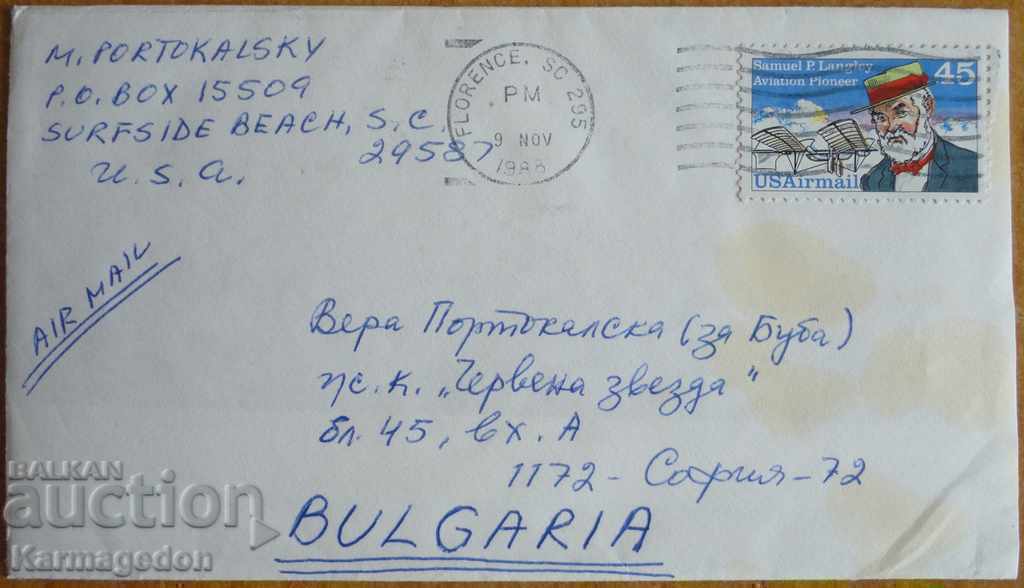 M. PORTOKALSKY
P.O. BOX 15509
SURFSIDE BEACH, S.C.
29587
U.S.A.
FLORENCE, SC 295
PM
9 NOV
Samuel P. Langley
Aviation Pioneer
45
USAirmail
AIR MAIL
Вера Портокалска (за Буба)
ж.к. „Червена звезда"
бл. 45, вх. А
1172 - София - 72
BULGARIA
BALKAN
auction
Karmagedon